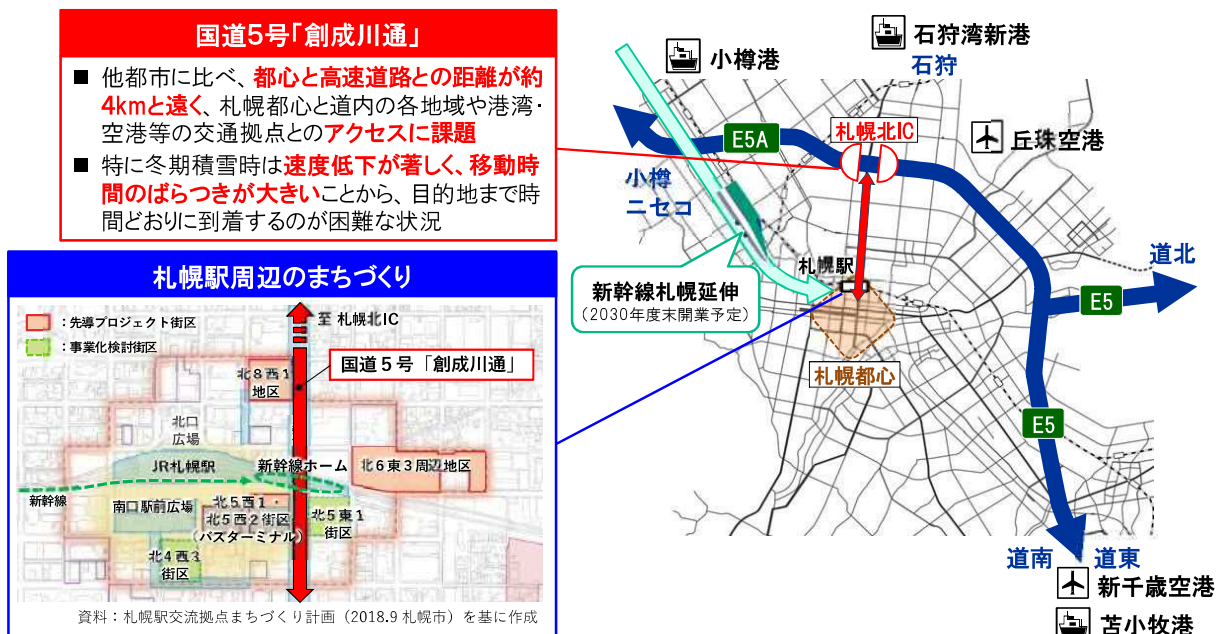 国道5号「創成川通」
■ 他都市に比べ、都心と高速道路との距離が約
4kmと遠く、札幌都心と道内の各地域や港湾・
空港等の交通拠点とのアクセスに課題
■ 特に冬期積雪時は速度低下が著しく、移動時
間のばらつきが大きいことから、目的地まで時
間どおりに到着するのが困難な状況
札幌駅周辺のまちづくり
：先導プロジェクト街区
：事業化検討街区
至 札幌北IC
国道５号「創成川通」
北８西１
地区
北口
広場
JR札幌駅
新幹線ホーム
北６東３周辺地区
新幹線
南口駅前広場
北５西１・
北５西２街区
(バスターミナル)
北５東１
街区
北４西３
街区
資料：札幌駅交流拠点まちづくり計画（2018.9 札幌市）を基に作成
小樽港
石狩湾新港
石狩
E5A
札幌北IC
丘珠空港
小樽
ニセコ
札幌駅
新幹線札幌延伸
(2030年度末開業予定)
札幌都心
道北
E5
E5
道南
道東
新千歳空港
苫小牧港